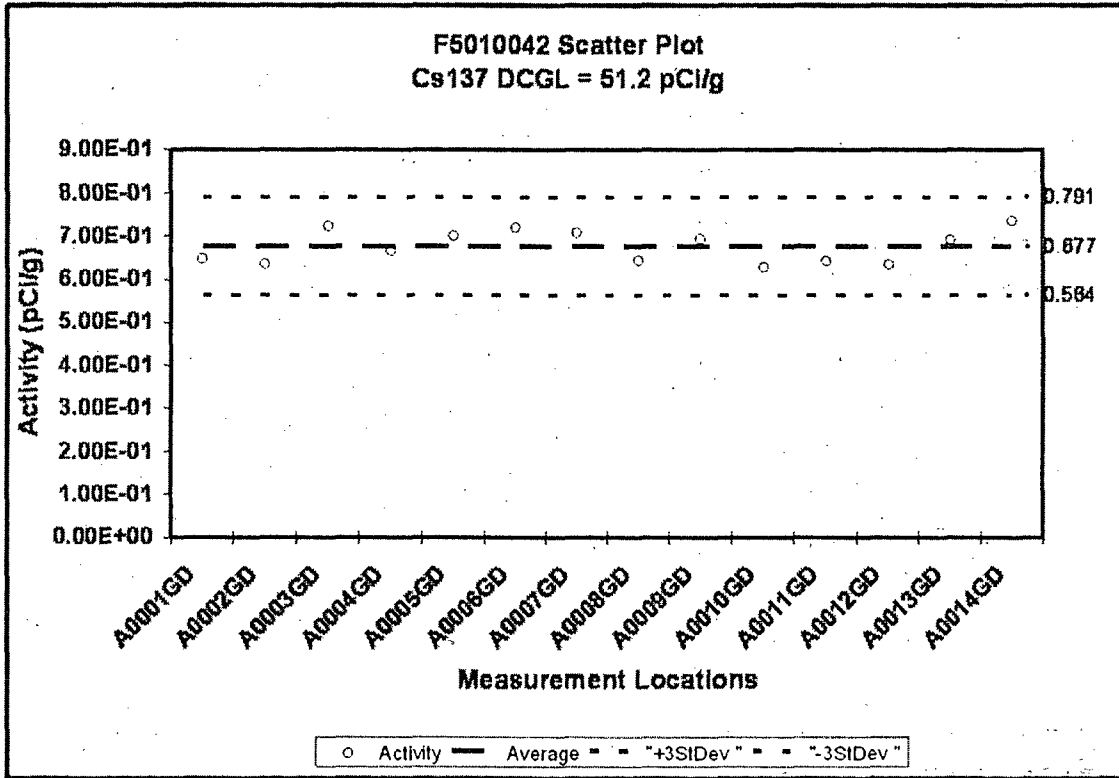 F5010042 Scatter Plot
Cs137 DCGL = 51.2 pCi/g
9.00E-01
8.00E-01
7.00E-01
6.00E-01
5.00E-01
4.00E-01
3.00E-01
2.00E-01
1.00E-01
0.00E+00
Activity (pCi/g)
0.791
0.677
0.564
A0001GD
A0002GD
A0003GD
A0004GD
A0005GD
A0006GD
A0007GD
A0008GD
A0009GD
A0010GD
A0011GD
A0012GD
A0013GD
A0014GD
Measurement Locations
Activity Average "+3StDev " "-3StDev "